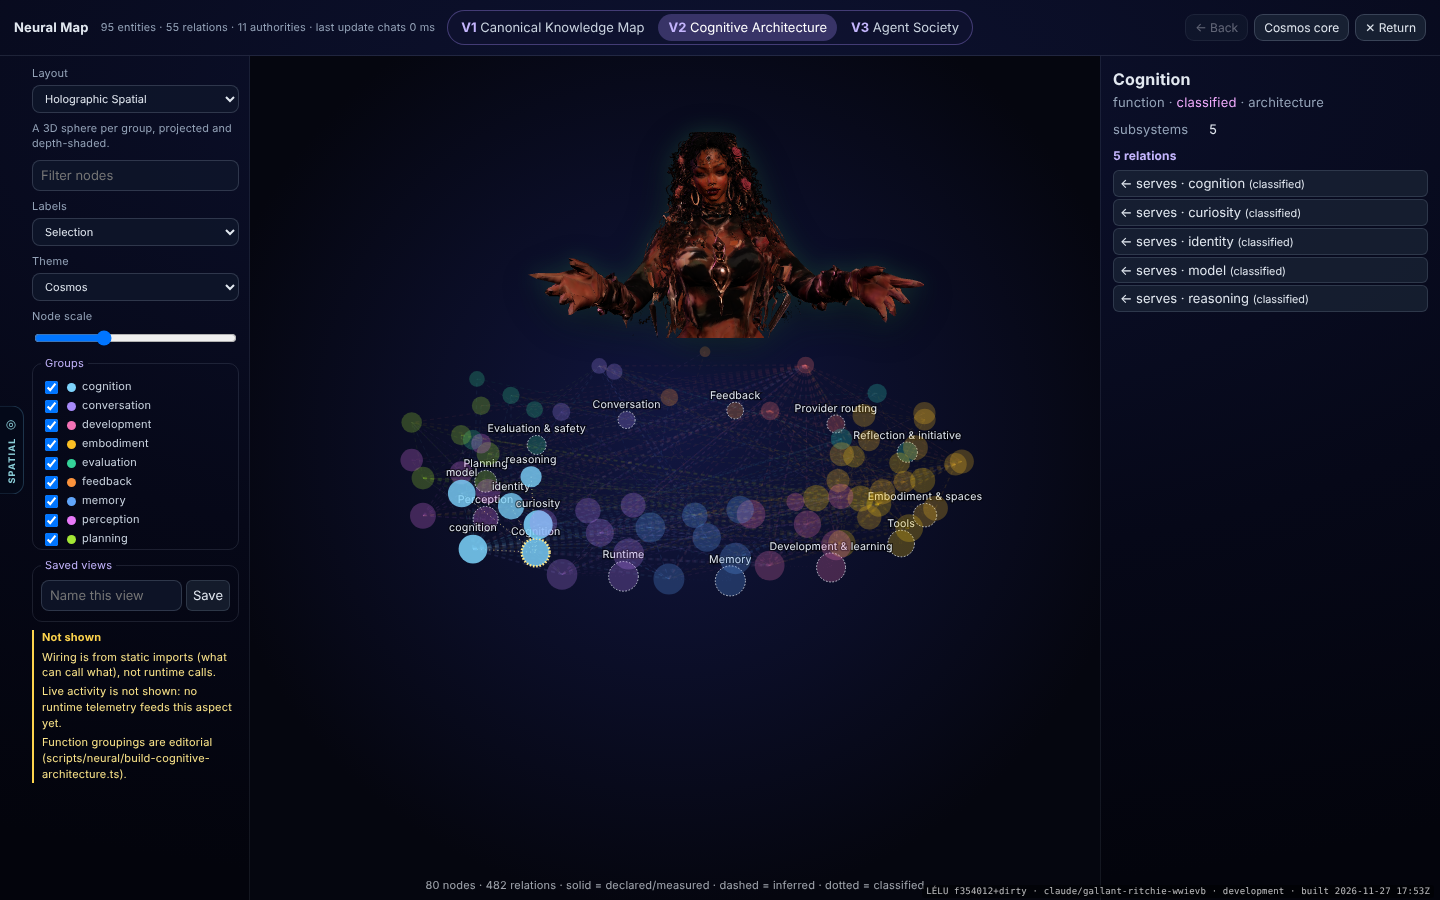 Neural Map
95 entities · 55 relations · 11 authorities · last update chats 0 ms
V1 Canonical Knowledge Map
V2 Cognitive Architecture
V3 Agent Society
← Back
Cosmos core
✕ Return
Layout
Holographic Spatial
A 3D sphere per group, projected and
depth-shaded.
Filter nodes
Labels
Selection
Theme
Cosmos
Node scale
Groups
cognition
conversation
development
embodiment
evaluation
feedback
memory
perception
planning
SPATIAL ◎
Saved views
Name this view
Save
Not shown
Wiring is from static imports (what
can call what), not runtime calls.
Live activity is not shown: no
runtime telemetry feeds this aspect
yet.
Function groupings are editorial
(scripts/neural/build-cognitive-
architecture.ts).
Feedback
Conversation
Provider routing
Evaluation & safety
Reflection & initiative
Planning
reasoning
model
identity
Perception
curiosity
Embodiment & spaces
cognition
Cognition
Tools
Runtime
Memory
Development & learning
80 nodes · 482 relations · solid = declared/measured · dashed = inferred · dotted = classified
Cognition
function · classified · architecture
subsystems 5
5 relations
← serves · cognition (classified)
← serves · curiosity (classified)
← serves · identity (classified)
← serves · model (classified)
← serves · reasoning (classified)
LÉLU f354012+dirty · claude/gallant-ritchie-wwievb · development · built 2026-11-27 17:53Z